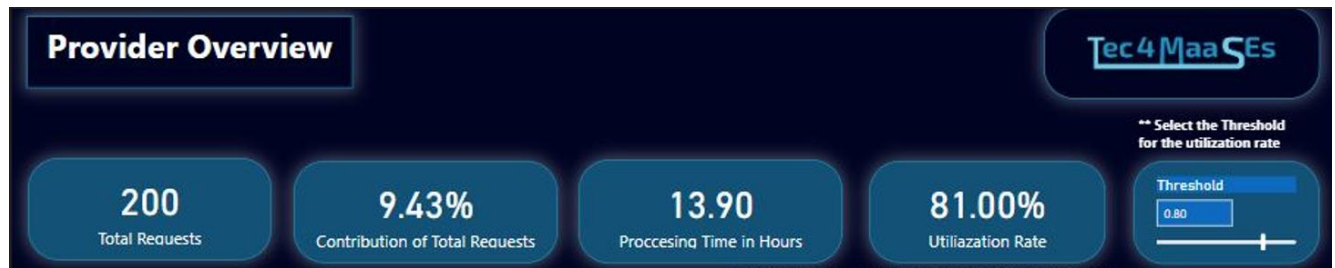 Provider Overview
Tec4MaaSEs
** Select the Threshold
for the utilization rate
200
Total Requests
9.43%
Contribution of Total Requests
13.90
Proccesing Time in Hours
81.00%
Utiliazation Rate
Threshold
0.80